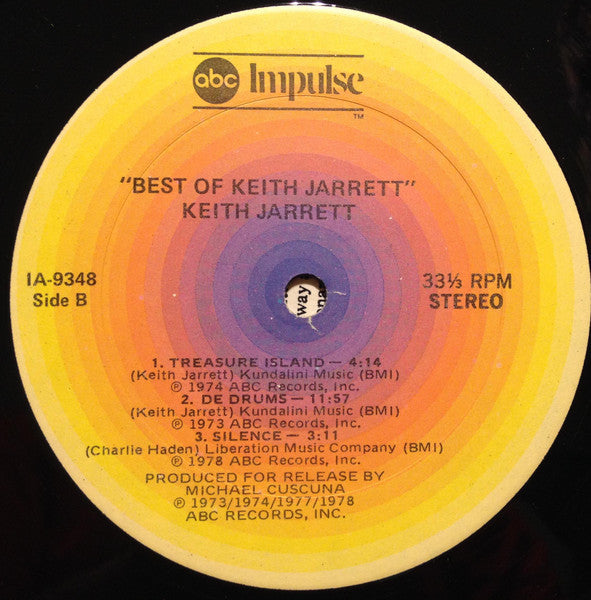 abc Impulse
TM
"BEST OF KEITH JARRETT"
KEITH JARRETT
IA-9348
Side B
33⅓ RPM
STEREO
way
na
1. TREASURE ISLAND — 4:14
(Keith Jarrett) Kundalini Music (BMI)
℗ 1974 ABC Records, Inc.
2. DE DRUMS — 11:57
(Keith Jarrett) Kundalini Music (BMI)
℗ 1973 ABC Records, Inc.
3. SILENCE — 3:11
(Charlie Haden) Liberation Music Company (BMI)
℗ 1978 ABC Records, Inc.
PRODUCED FOR RELEASE BY
MICHAEL CUSCUNA
℗ 1973/1974/1977/1978
ABC RECORDS, INC.